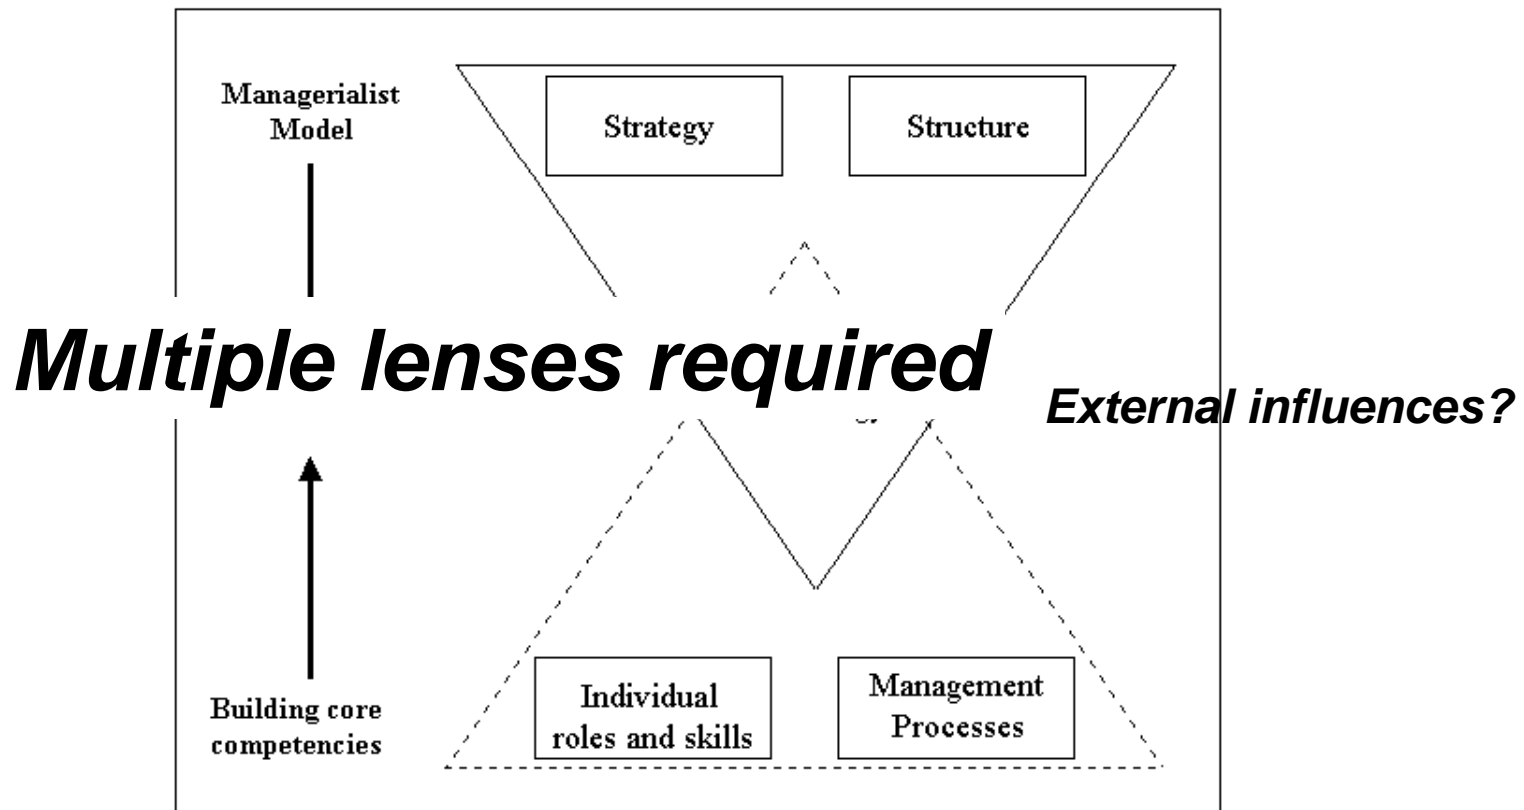 Managerialist
Model
Strategy
Structure
Multiple lenses required
External influences?
Building core
competencies
Individual
roles and skills
Management
Processes